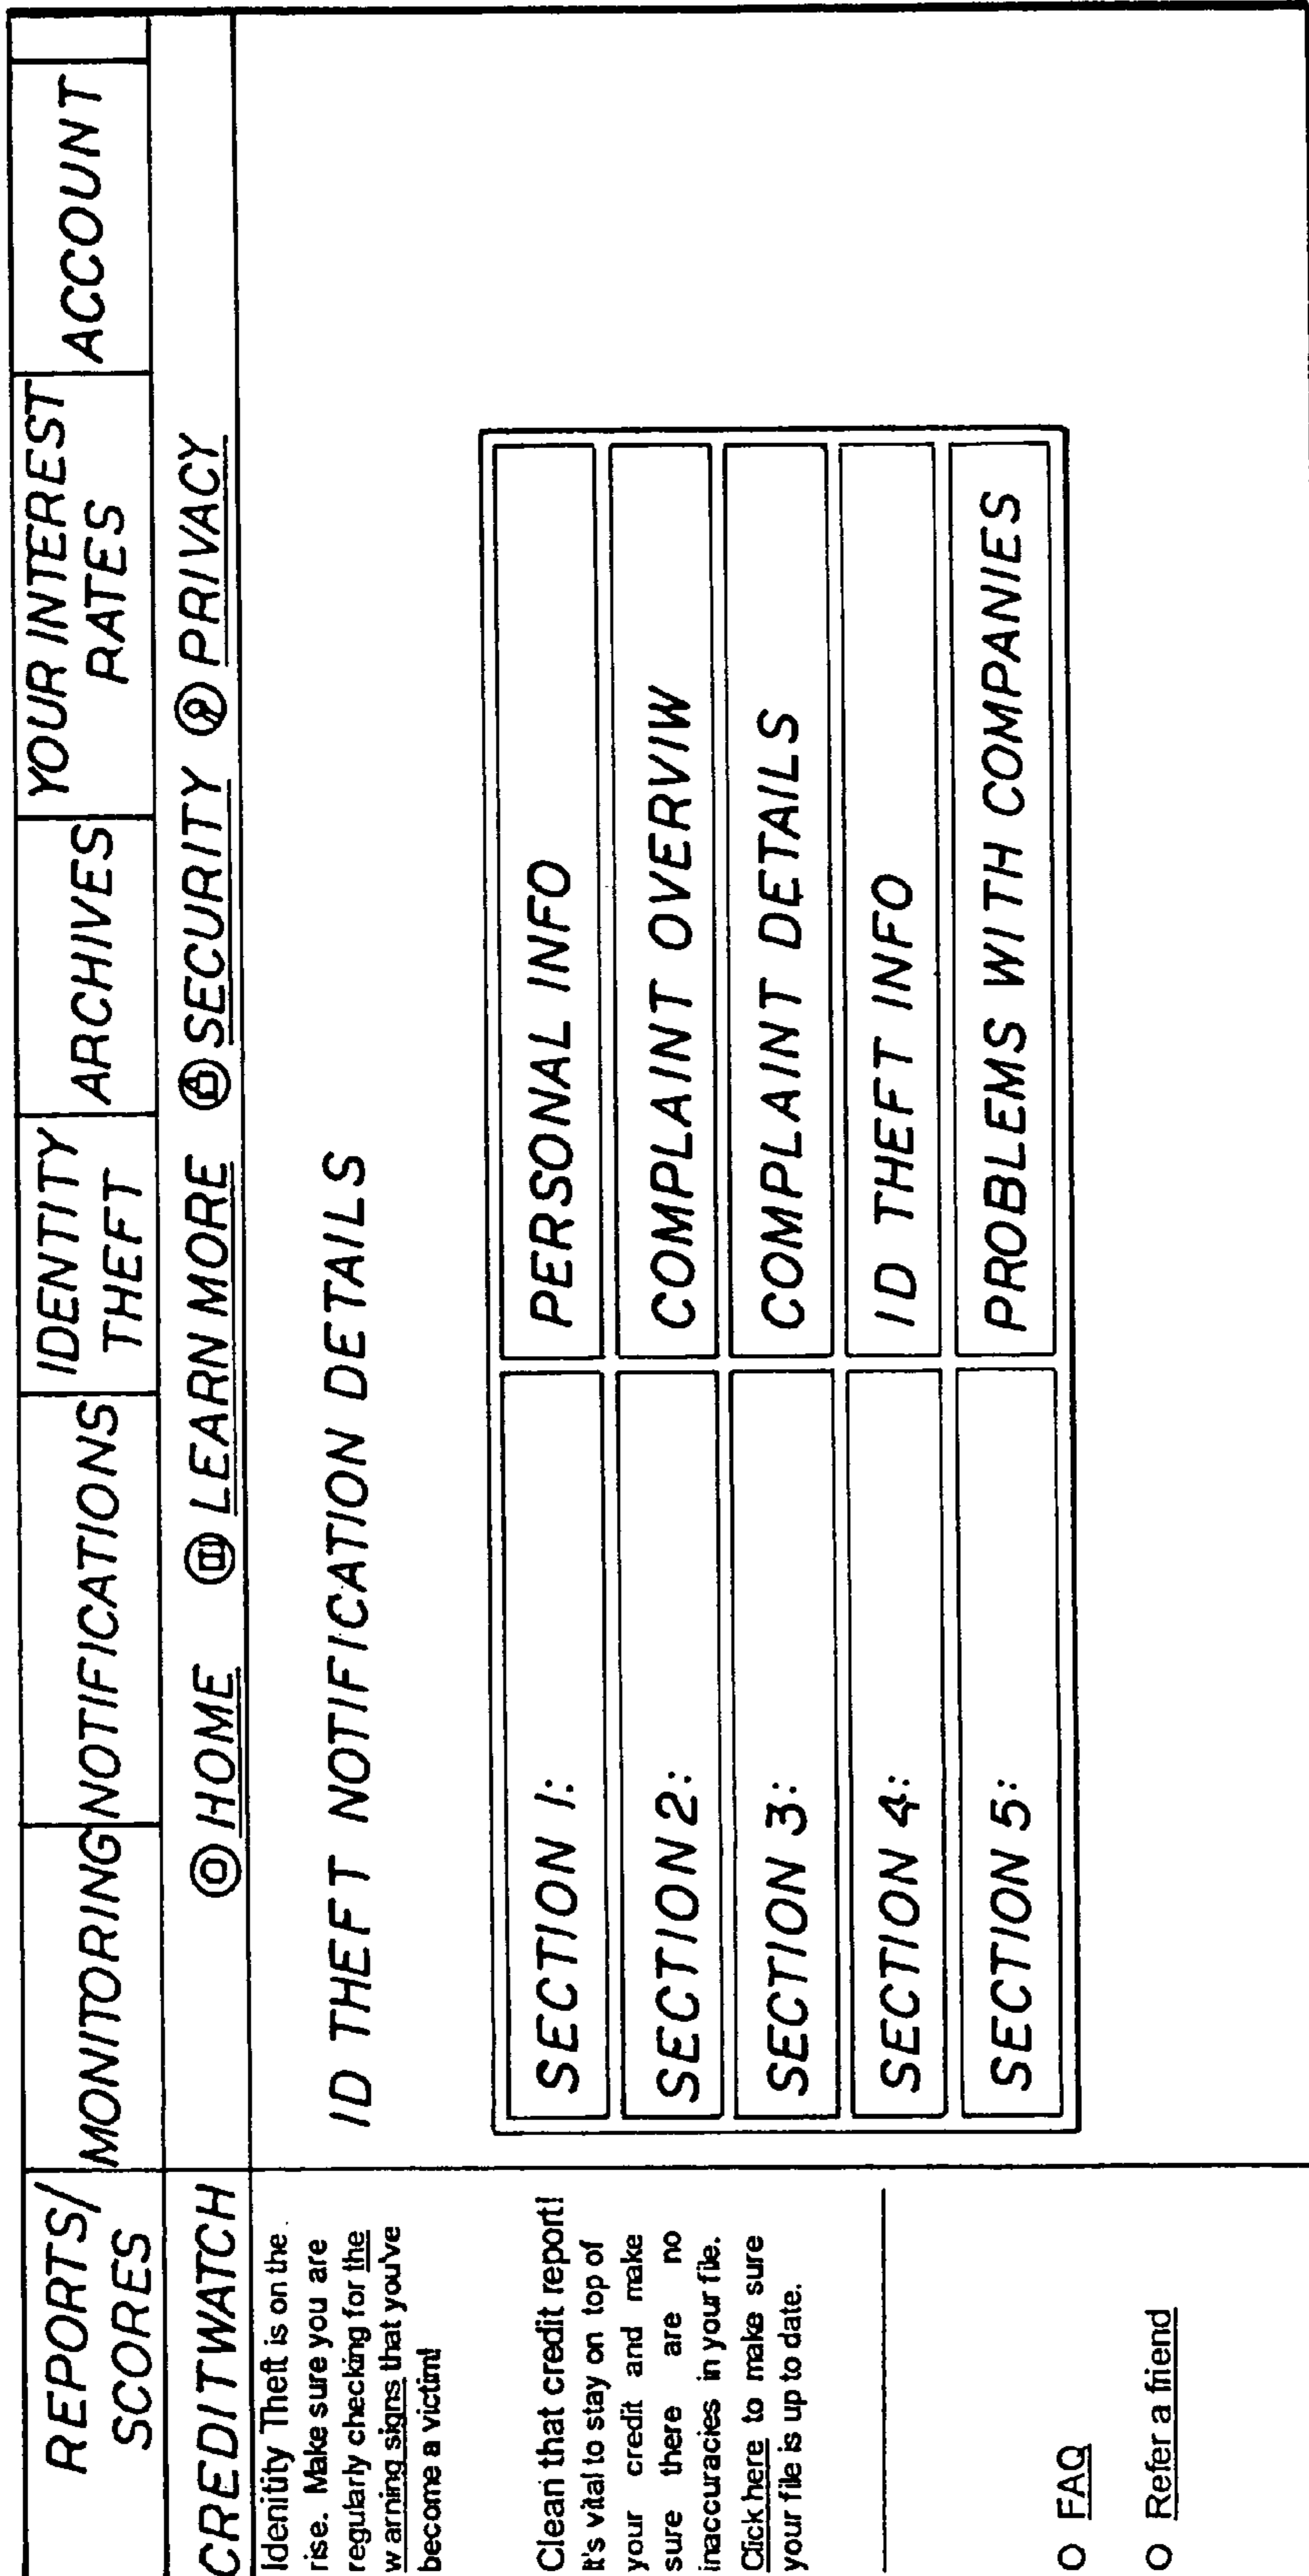 REPORTS/
SCORES
MONITORING
NOTIFICATIONS
IDENTITY
THEFT
ARCHIVES
YOUR INTEREST
RATES
ACCOUNT
CREDITWATCH
HOME LEARN MORE SECURITY PRIVACY
Idenitity Theft is on the
rise. Make sure you are
regularly checking for the
warning signs that you've
become a victim!
Clean that credit report!
It's vital to stay on top of
your credit and make
sure there are no
inaccuracies in your file.
Click here to make sure
your file is up to date.
FAQ
Refer a friend
ID THEFT NOTIFICATION DETAILS
SECTION 1: PERSONAL INFO
SECTION 2: COMPLAINT OVERVIW
SECTION 3: COMPLAINT DETAILS
SECTION 4: ID THEFT INFO
SECTION 5: PROBLEMS WITH COMPANIES